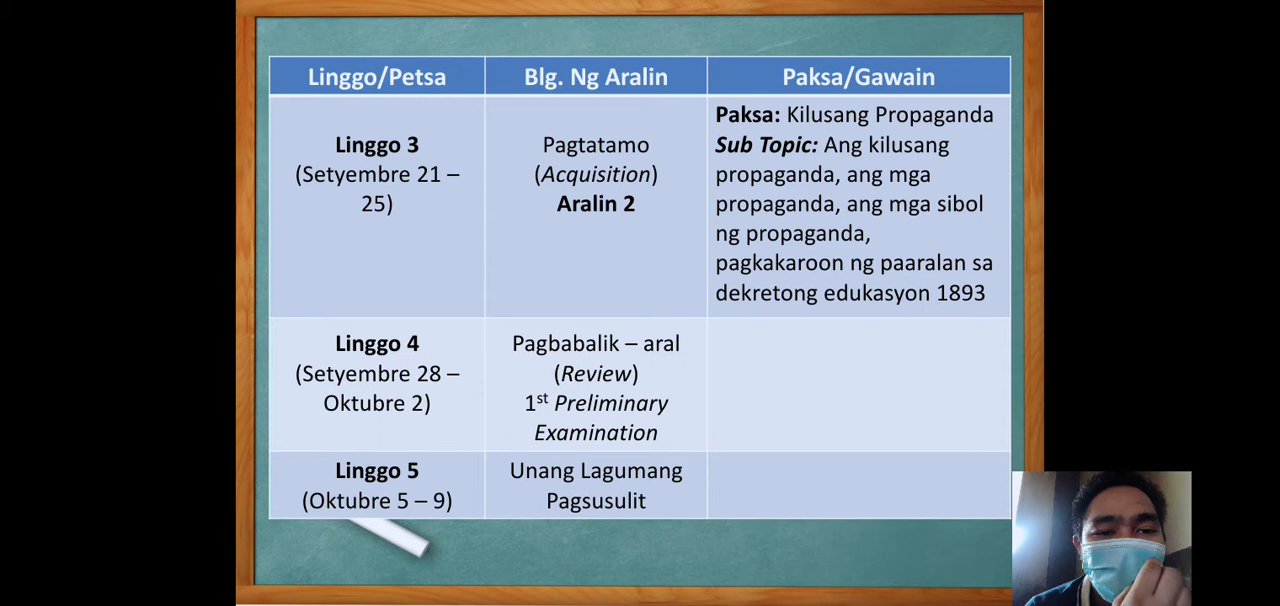 Linggo/Petsa
Blg. Ng Aralin
Paksa/Gawain
Linggo 3
(Setyembre 21 –
25)
Pagtatamo
(Acquisition)
Aralin 2
Paksa: Kilusang Propaganda
Sub Topic: Ang kilusang
propaganda, ang mga
propaganda, ang mga sibol
ng propaganda,
pagkakaroon ng paaralan sa
dekretong edukasyon 1893
Linggo 4
(Setyembre 28 –
Oktubre 2)
Pagbabalik – aral
(Review)
1st Preliminary
Examination
Linggo 5
(Oktubre 5 – 9)
Unang Lagumang
Pagsusulit